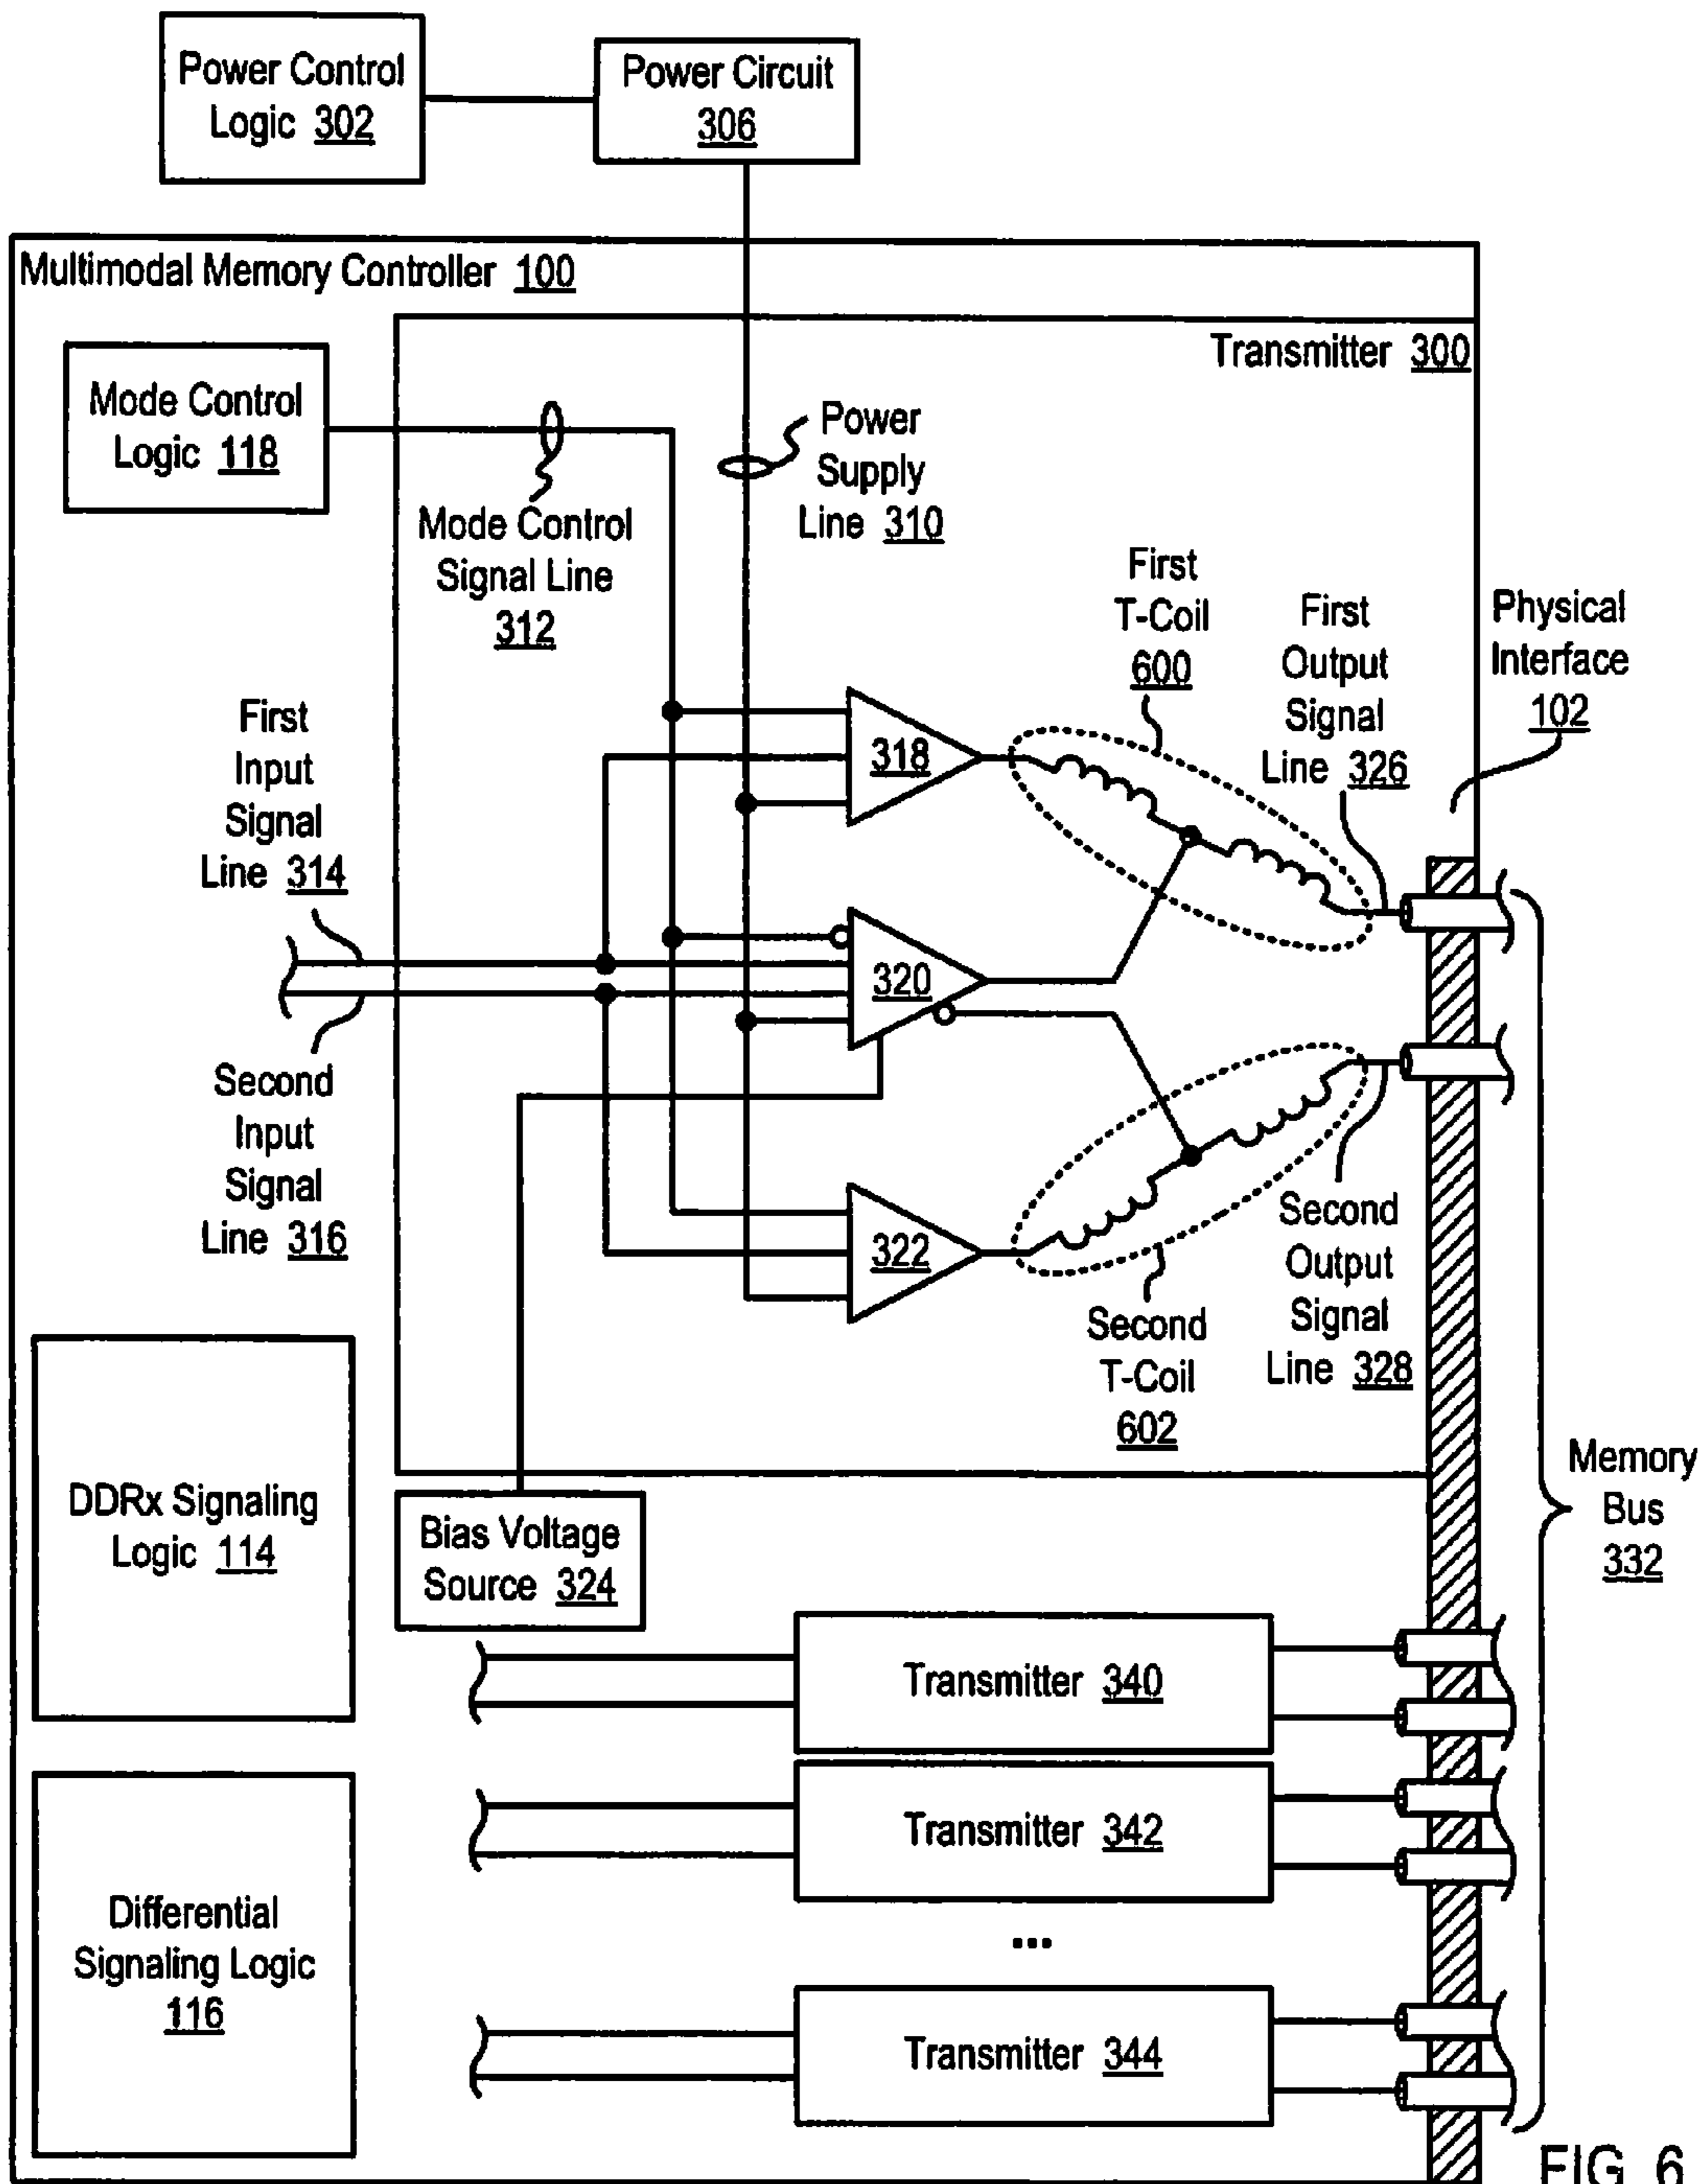 Power Control
Logic 302
Power Circuit
306
Multimodal Memory Controller 100
Transmitter 300
Mode Control
Logic 118
Power
Supply
Line 310
Mode Control
Signal Line
312
First
T-Coil
600
First
Output
Signal
Line 326
Physical
Interface
102
First
Input
Signal
Line 314
318
320
Second
Input
Signal
Line 316
322
Second
Output
Signal
Line 328
Second
T-Coil
602
Memory
Bus
332
DDRx Signaling
Logic 114
Bias Voltage
Source 324
Transmitter 340
Transmitter 342
Differential
Signaling Logic
116
...
Transmitter 344
FIG. 6